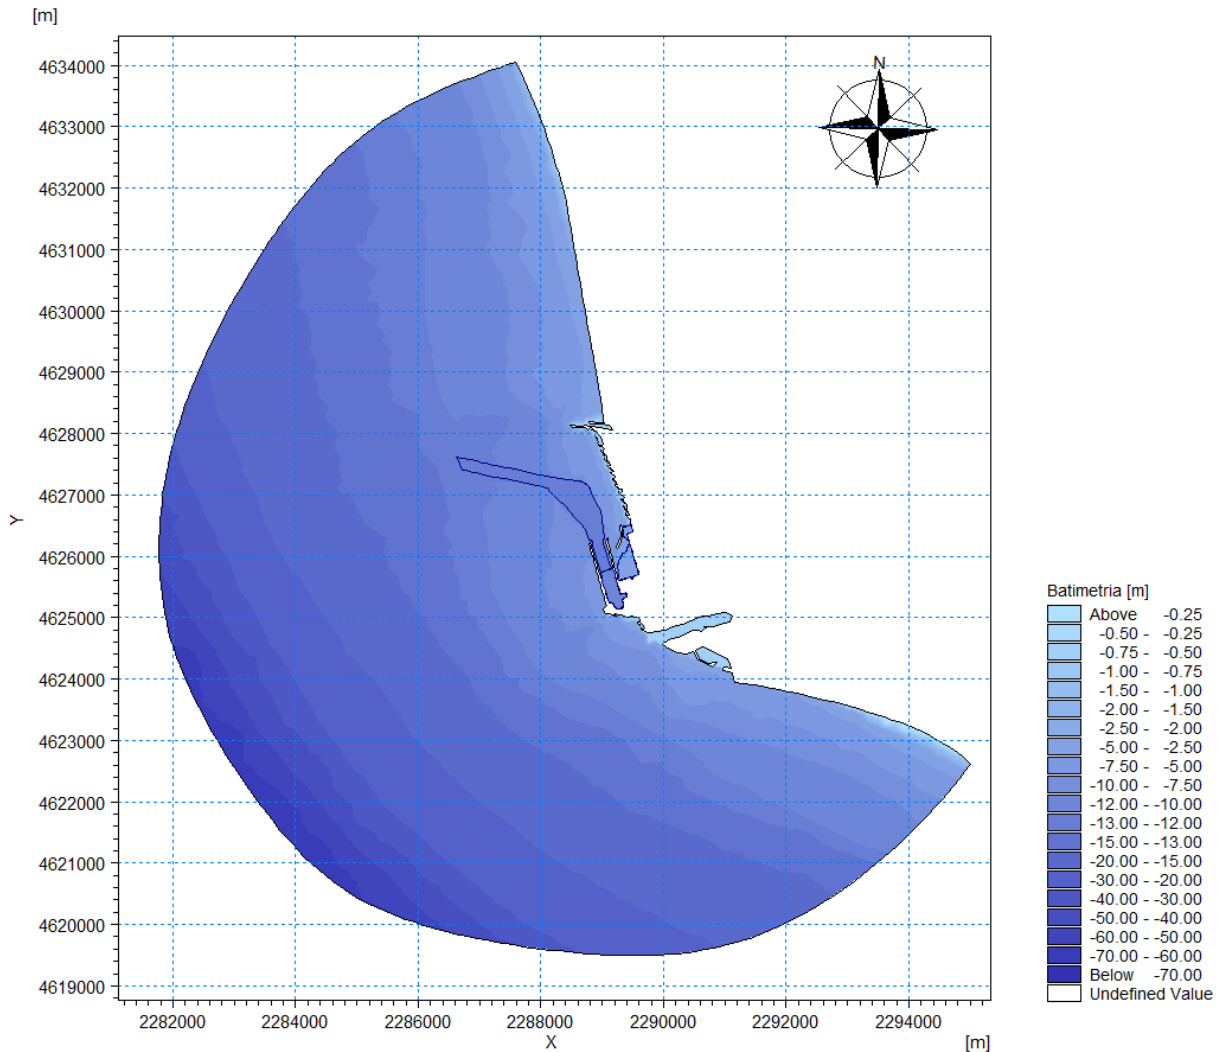 [m]
N
4634000
4633000
4632000
4631000
4630000
4629000
4628000
4627000
4626000
4625000
4624000
4623000
4622000
4621000
4620000
4619000
Y
2282000 2284000 2286000 2288000 2290000 2292000 2294000
X
[m]
Batimetria [m]
Above -0.25
-0.50 - -0.25
-0.75 - -0.50
-1.00 - -0.75
-1.50 - -1.00
-2.00 - -1.50
-2.50 - -2.00
-5.00 - -2.50
-7.50 - -5.00
-10.00 - -7.50
-12.00 - -10.00
-13.00 - -12.00
-15.00 - -13.00
-20.00 - -15.00
-30.00 - -20.00
-40.00 - -30.00
-50.00 - -40.00
-60.00 - -50.00
-70.00 - -60.00
Below -70.00
Undefined Value